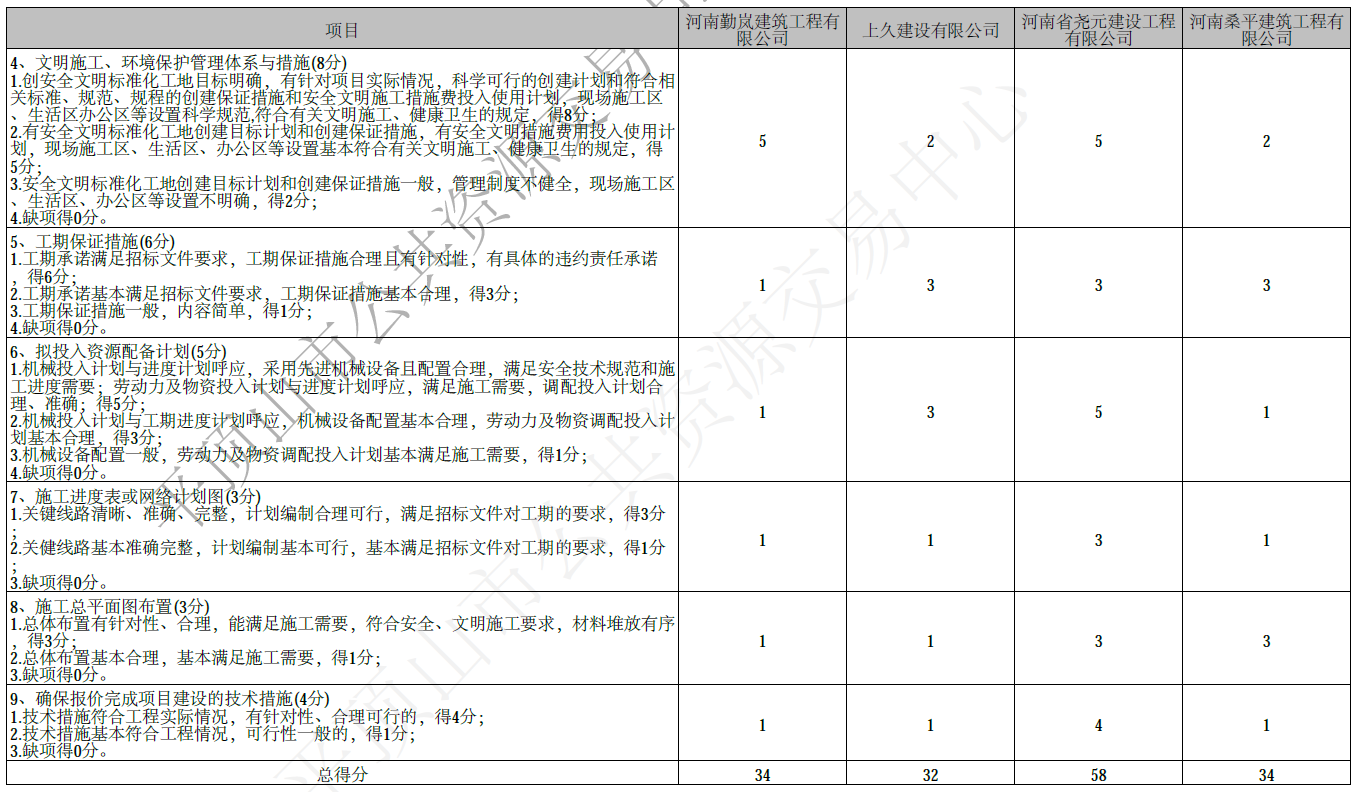 项目
河南勤岚建筑工程有
限公司
上久建设有限公司
河南省尧元建设工程
有限公司
河南桑平建筑工程有
限公司
4、文明施工、环境保护管理体系与措施(8分)
1.创安全文明标准化工地目标明确，有针对项目实际情况，科学可行的创建计划和符合相
关标准、规范、规程的创建保证措施和安全文明施工措施费投入使用计划，现场施工区
、生活区办公区等设置科学规范,符合有关文明施工、健康卫生的规定，得8分；
2.有安全文明标准化工地创建目标计划和创建保证措施，有安全文明措施费用投入使用计
划，现场施工区、生活区、办公区等设置基本符合有关文明施工、健康卫生的规定，得
5分；
3.安全文明标准化工地创建目标计划和创建保证措施一般，管理制度不健全，现场施工区
、生活区、办公区等设置不明确，得2分；
4.缺项得0分。
5
2
5
2
5、工期保证措施(6分)
1.工期承诺满足招标文件要求，工期保证措施合理且有针对性，有具体的违约责任承诺
，得6分；
2.工期承诺基本满足招标文件要求，工期保证措施基本合理，得3分；
3.工期保证措施一般，内容简单，得1分；
4.缺项得0分。
1
3
3
3
6、拟投入资源配备计划(5分)
1.机械投入计划与进度计划呼应，采用先进机械设备且配置合理，满足安全技术规范和施
工进度需要；劳动力及物资投入计划与进度计划呼应，满足施工需要，调配投入计划合
理、准确；得5分；
2.机械投入计划与工期进度计划呼应，机械设备配置基本合理，劳动力及物资调配投入计
划基本合理，得3分；
3.机械设备配置一般，劳动力及物资调配投入计划基本满足施工需要，得1分；
4.缺项得0分。
1
3
5
1
7、施工进度表或网络计划图(3分)
1.关键线路清晰、准确、完整，计划编制合理可行，满足招标文件对工期的要求，得3分
；
2.关健线路基本准确完整，计划编制基本可行，基本满足招标文件对工期的要求，得1分
；
3.缺项得0分。
1
1
3
1
8、施工总平面图布置(3分)
1.总体布置有针对性、合理，能满足施工需要，符合安全、文明施工要求，材料堆放有序
，得3分；
2.总体布置基本合理，基本满足施工需要，得1分；
3.缺项得0分。
1
1
3
3
9、确保报价完成项目建设的技术措施(4分)
1.技术措施符合工程实际情况，有针对性、合理可行的，得4分；
2.技术措施基本符合工程情况，可行性一般的，得1分；
3.缺项得0分。
1
1
4
1
总得分
34
32
58
34
平顶山市公共资源交易中心
平顶山市公共资源交易中心